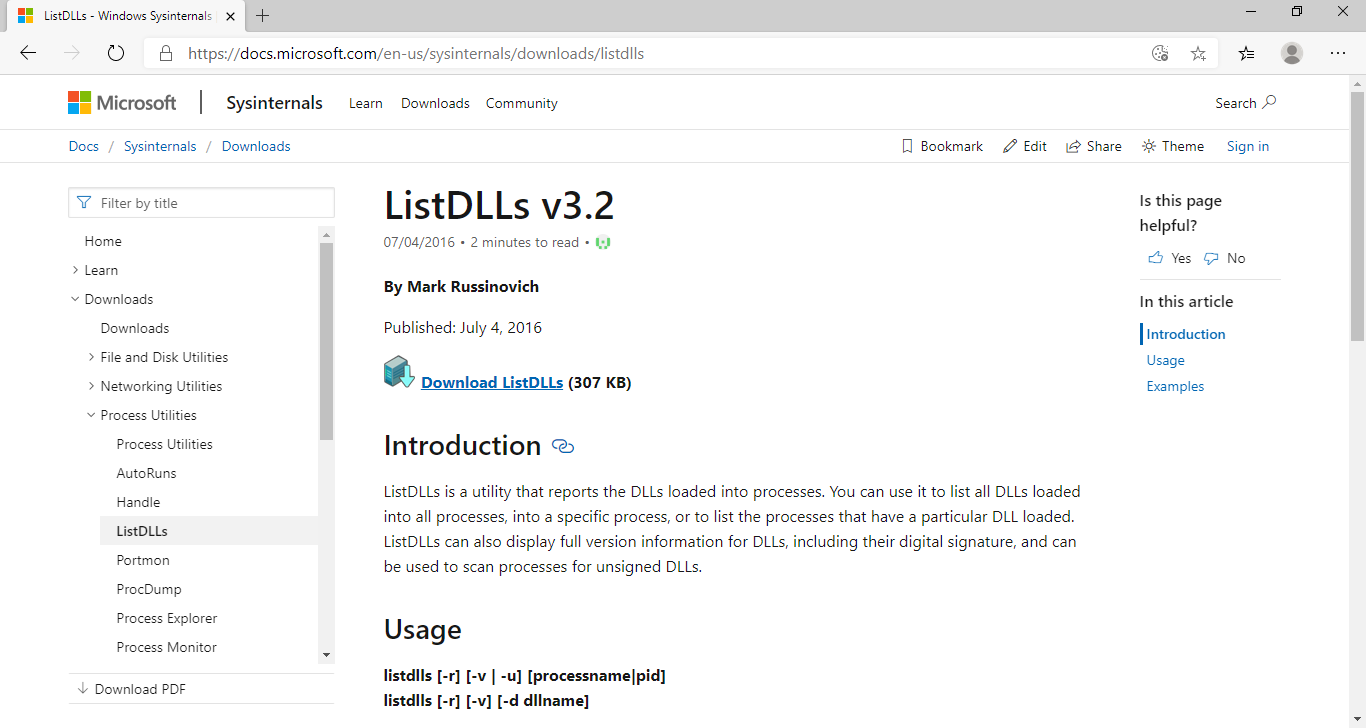 ListDLLs - Windows Sysinternals
https://docs.microsoft.com/en-us/sysinternals/downloads/listdlls
Microsoft
Sysinternals
Learn
Downloads
Community
Search
Docs / Sysinternals / Downloads
Bookmark
Edit
Share
Theme
Sign in
Filter by title
Home
Learn
Downloads
Downloads
File and Disk Utilities
Networking Utilities
Process Utilities
Process Utilities
AutoRuns
Handle
ListDLLs
Portmon
ProcDump
Process Explorer
Process Monitor
Download PDF
ListDLLs v3.2
07/04/2016 • 2 minutes to read •
By Mark Russinovich
Published: July 4, 2016
Download ListDLLs (307 KB)
Introduction
ListDLLs is a utility that reports the DLLs loaded into processes. You can use it to list all DLLs loaded
into all processes, into a specific process, or to list the processes that have a particular DLL loaded.
ListDLLs can also display full version information for DLLs, including their digital signature, and can
be used to scan processes for unsigned DLLs.
Usage
listdlls [-r] [-v | -u] [processname|pid]
listdlls [-r] [-v] [-d dllname]
Is this page
helpful?
Yes
No
In this article
Introduction
Usage
Examples